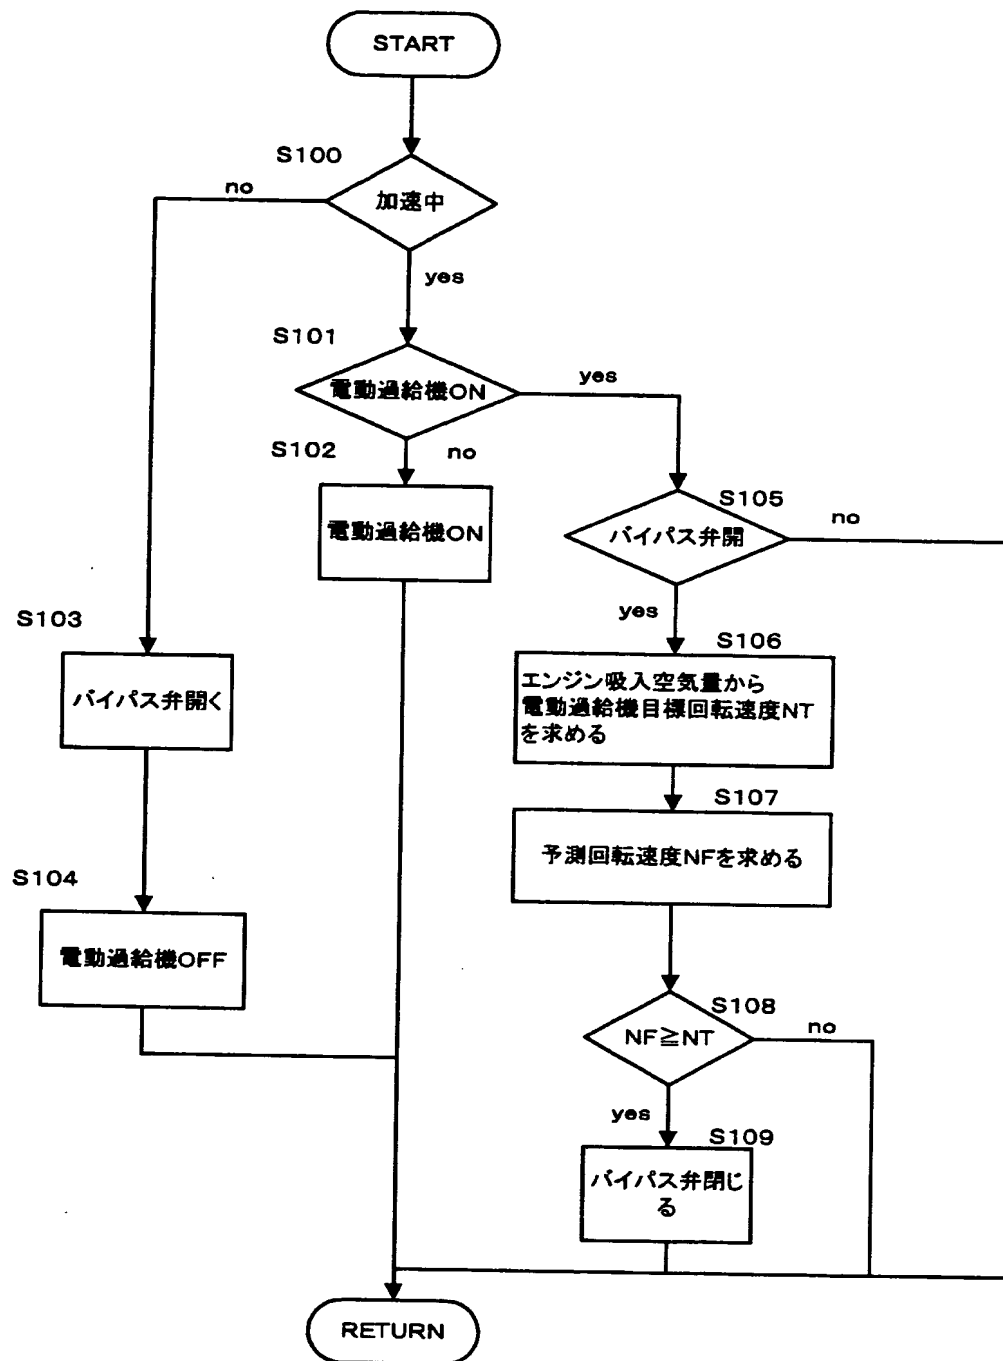 START
S100
加速中
no
yes
S101
電動過給機ON
yes
S102
no
電動過給機ON
S105
バイパス弁開
no
yes
S103
バイパス弁開く
S106
エンジン吸入空気量から
電動過給機目標回転速度NT
を求める
S107
予測回転速度NFを求める
S104
電動過給機OFF
S108
NF≧NT
no
yes
S109
バイパス弁閉じ
る
RETURN